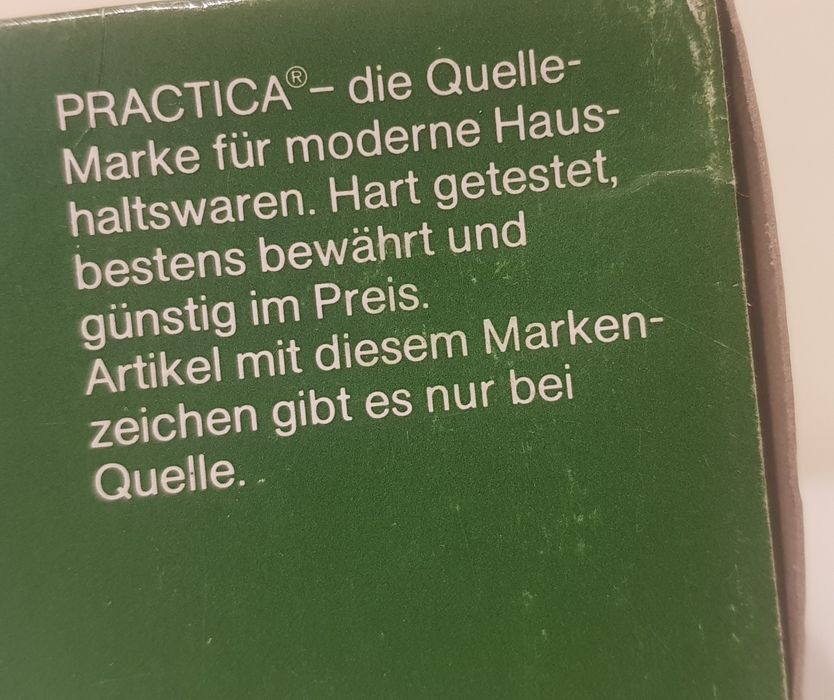 PRACTICA® – die Quelle-
Marke für moderne Haus-
haltswaren. Hart getestet,
bestens bewährt und
günstig im Preis.
Artikel mit diesem Marken-
zeichen gibt es nur bei
Quelle.